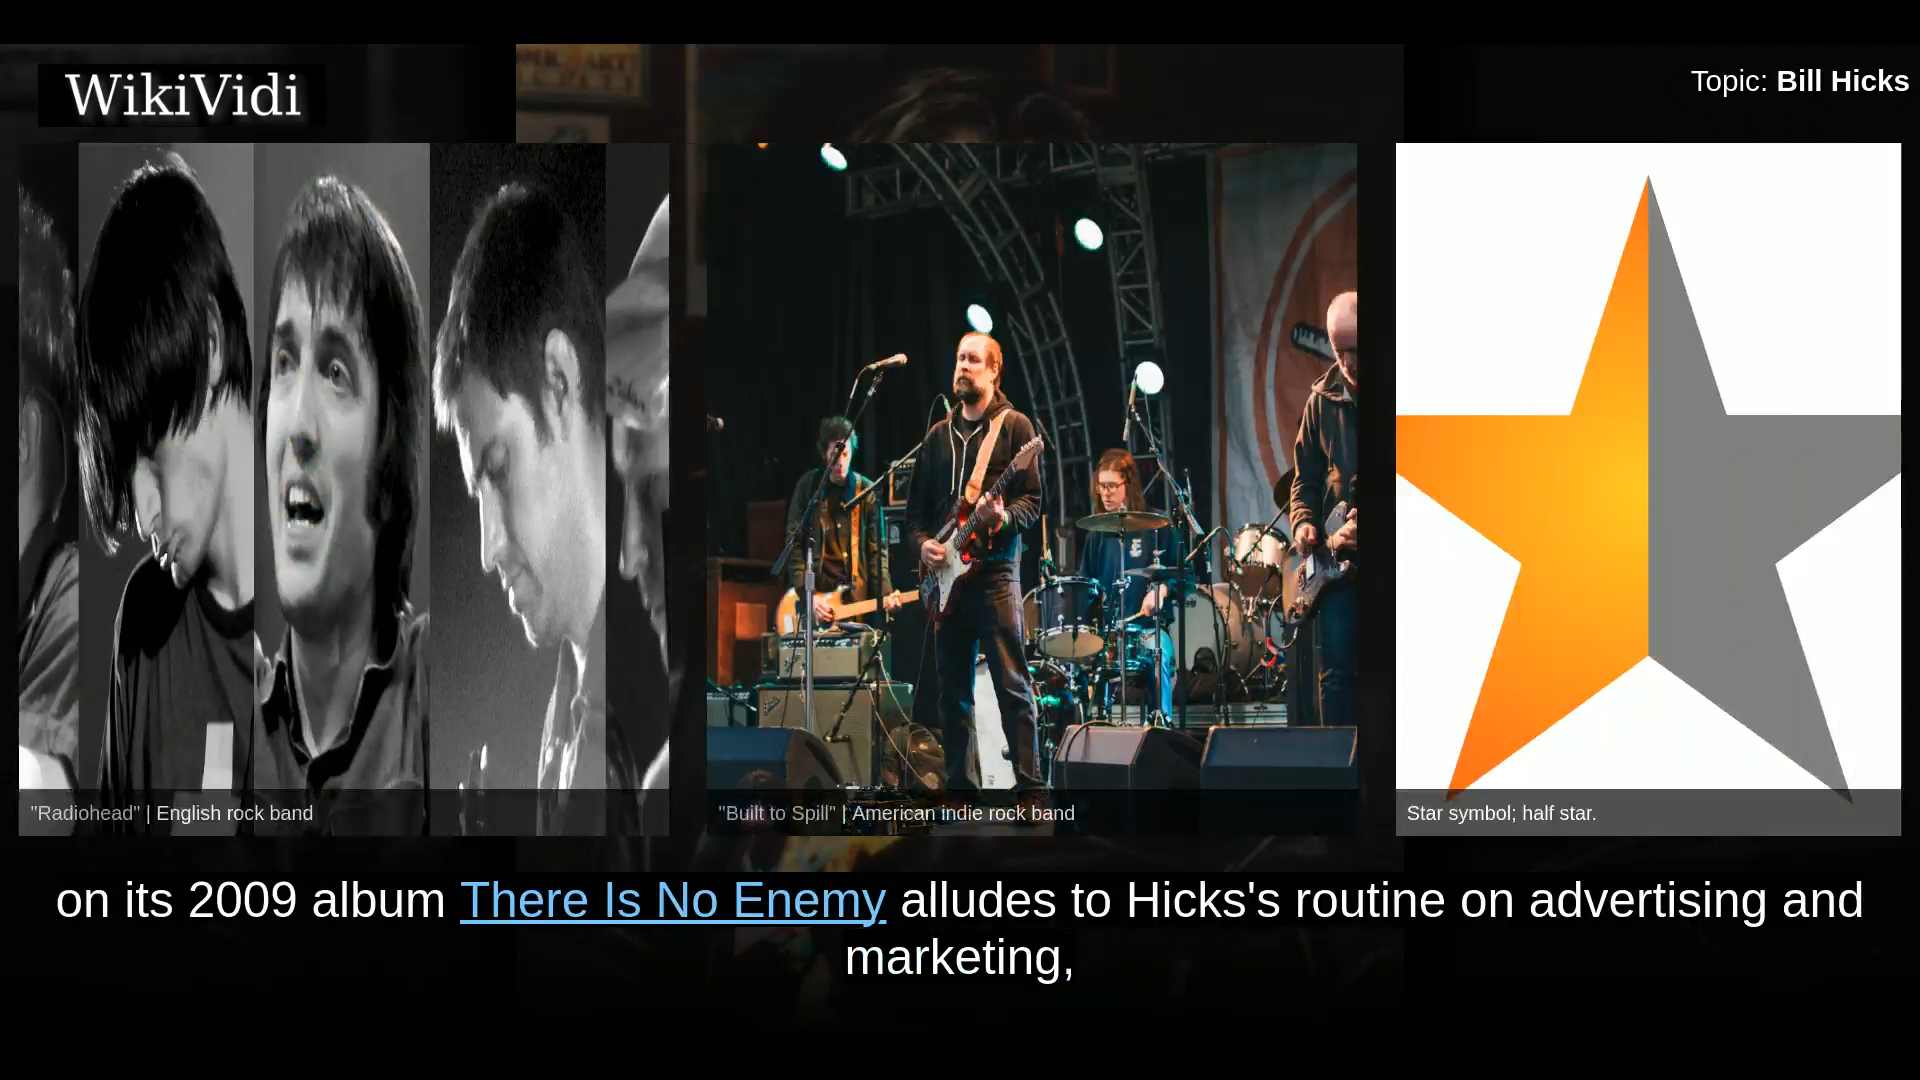 WikiVidi
Topic: Bill Hicks
"Radiohead" | English rock band
"Built to Spill" | American indie rock band
Star symbol; half star.
on its 2009 album There Is No Enemy alludes to Hicks's routine on advertising and
marketing,